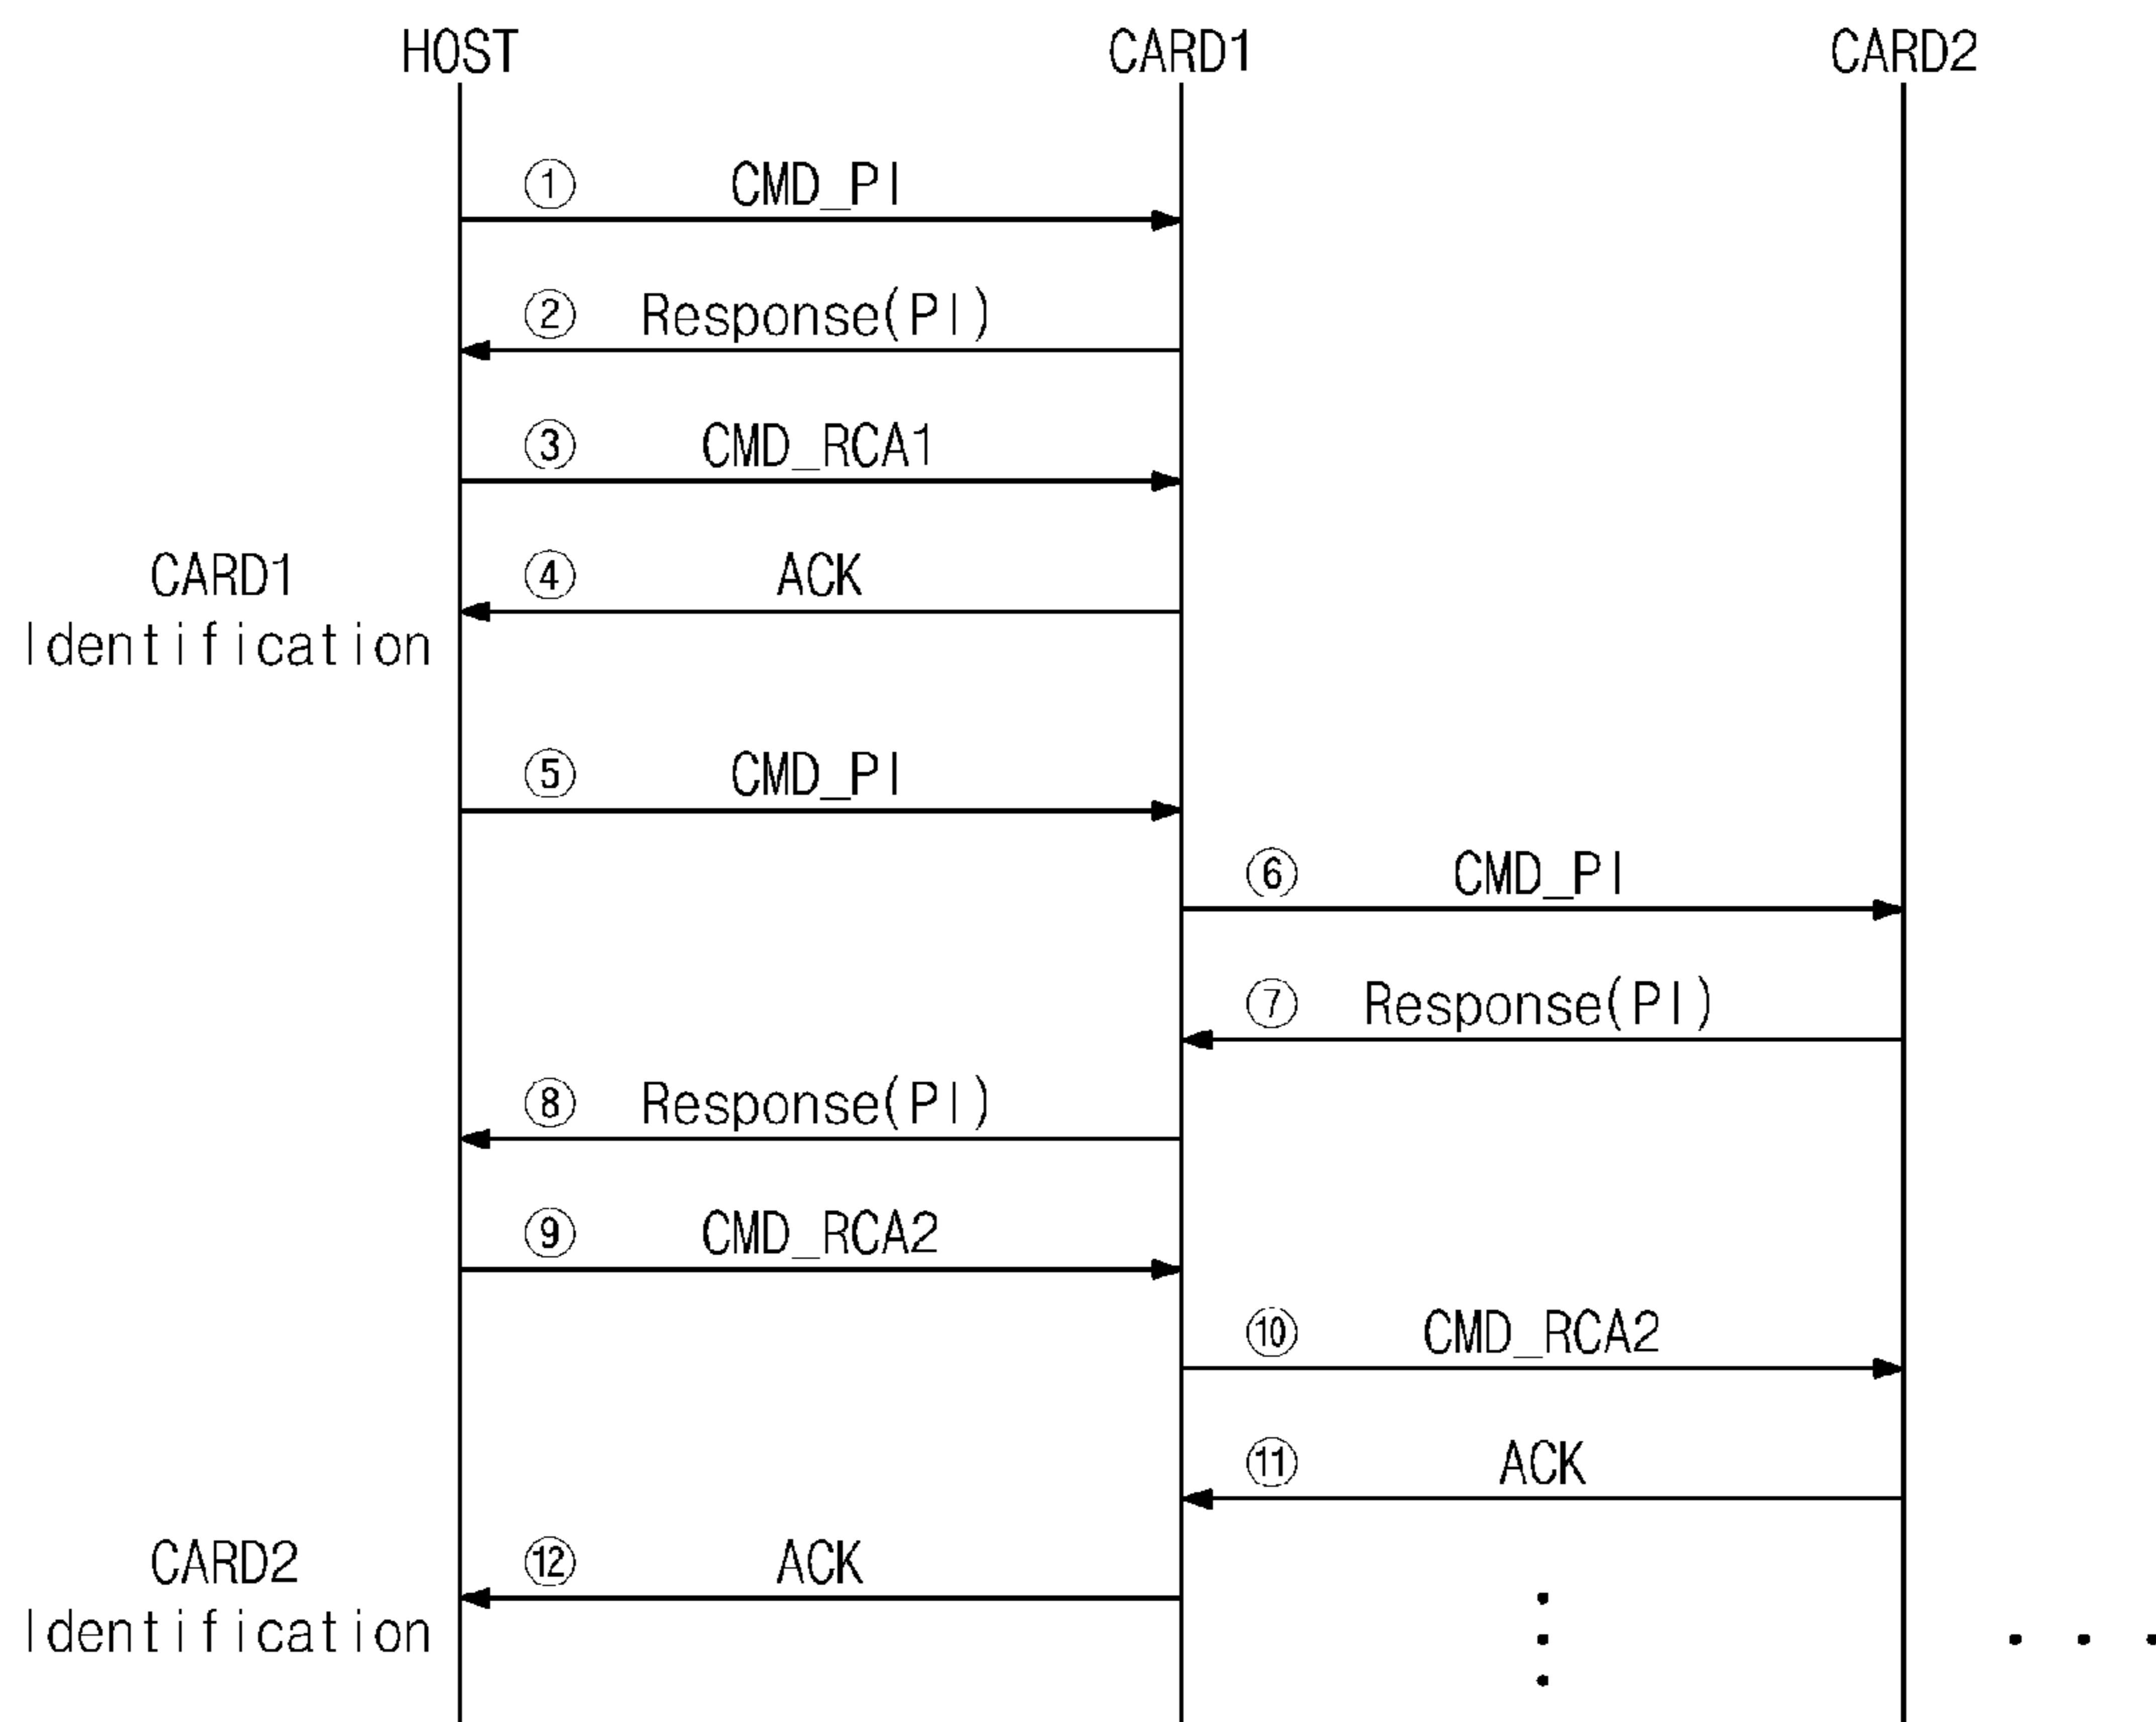 HOST CARD1 CARD2
① CMD_PI
② Response(PI)
③ CMD_RCA1
CARD1
Identification
④ ACK
⑤ CMD_PI
⑥ CMD_PI
⑦ Response(PI)
⑧ Response(PI)
⑨ CMD_RCA2
⑩ CMD_RCA2
⑪ ACK
CARD2
Identification
⑫ ACK